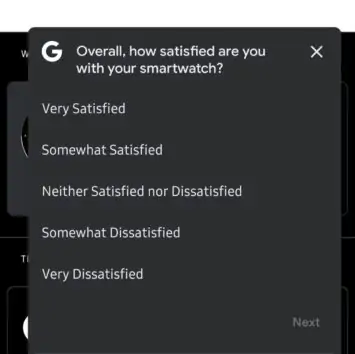 G Overall, how satisfied are you
with your smartwatch?
Very Satisfied
Somewhat Satisfied
Neither Satisfied nor Dissatisfied
Somewhat Dissatisfied
Very Dissatisfied
Next